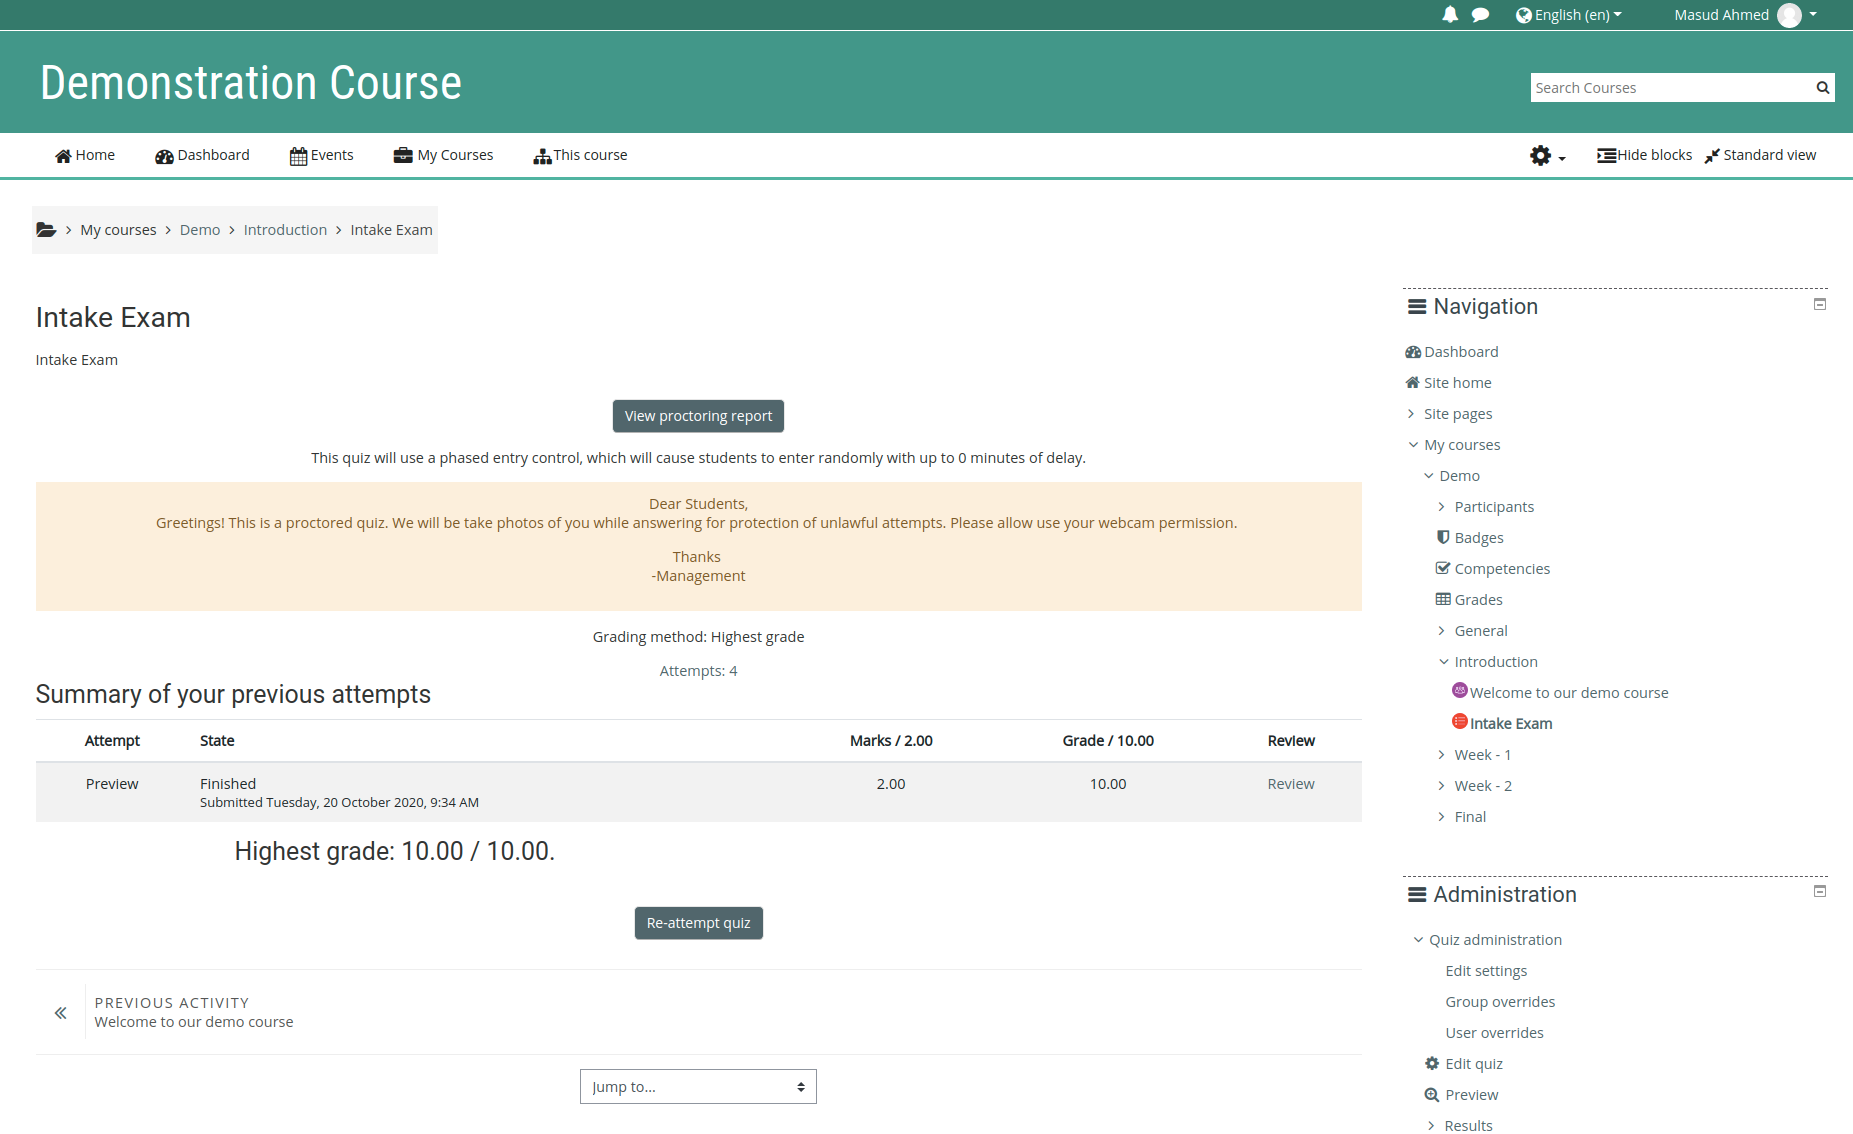 English (en)
Masud Ahmed
Demonstration Course
Search Courses
Home
Dashboard
Events
My Courses
This course
Hide blocks
Standard view
My courses
Demo
Introduction
Intake Exam
Intake Exam
Intake Exam
View proctoring report
This quiz will use a phased entry control, which will cause students to enter randomly with up to 0 minutes of delay.
Dear Students,
Greetings! This is a proctored quiz. We will be take photos of you while answering for protection of unlawful attempts. Please allow use your webcam permission.
Thanks
-Management
Grading method: Highest grade
Attempts: 4
Summary of your previous attempts
Attempt State Marks / 2.00 Grade / 10.00 Review
Preview Finished 2.00 10.00 Review
Submitted Tuesday, 20 October 2020, 9:34 AM
Highest grade: 10.00 / 10.00.
Re-attempt quiz
PREVIOUS ACTIVITY
Welcome to our demo course
Jump to...
Navigation
Dashboard
Site home
Site pages
My courses
Demo
Participants
Badges
Competencies
Grades
General
Introduction
Welcome to our demo course
Intake Exam
Week - 1
Week - 2
Final
Administration
Quiz administration
Edit settings
Group overrides
User overrides
Edit quiz
Preview
Results